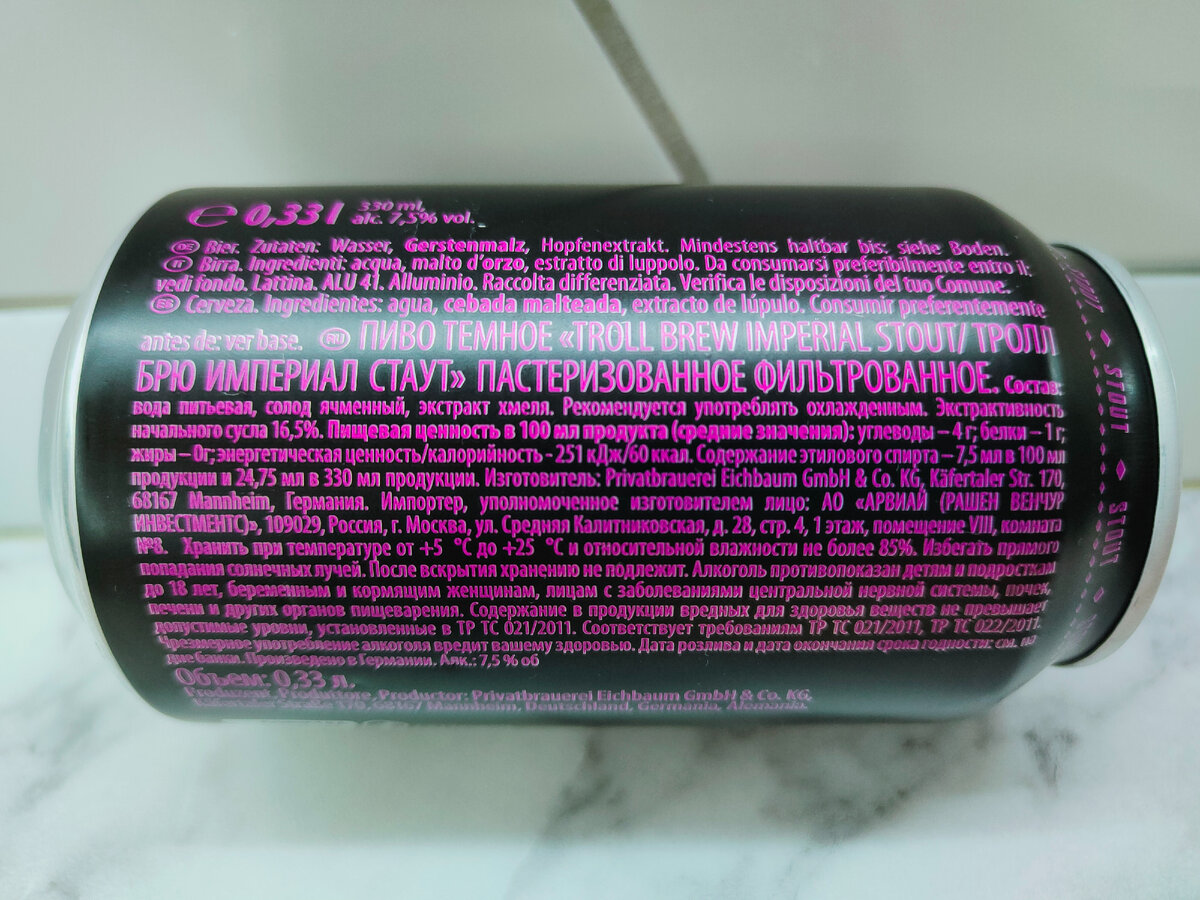 ℮ 0,33 l 330 ml, alc. 7,5% vol.
DE Bier. Zutaten: Wasser, Gerstenmalz, Hopfenextrakt. Mindestens haltbar bis: siehe Boden.
Birra. Ingredienti: acqua, malto d'orzo, estratto di luppolo. Da consumarsi preferibilmente entro il:
vedi fondo. Lattina. ALU 41. Alluminio. Raccolta differenziata. Verifica le disposizioni del tuo Comune.
ES Cerveza. Ingredientes: agua, cebada malteada, extracto de lúpulo. Consumir preferentemente
antes de: ver base. RU ПИВО ТЕМНОЕ «TROLL BREW IMPERIAL STOUT/ ТРОЛЛ
БРЮ ИМПЕРИАЛ СТАУТ» ПАСТЕРИЗОВАННОЕ ФИЛЬТРОВАННОЕ. Состав:
вода питьевая, солод ячменный, экстракт хмеля. Рекомендуется употреблять охлажденным. Экстрактивность
начального сусла 16,5%. Пищевая ценность в 100 мл продукта (средние значения): углеводы – 4 г; белки – 1 г;
жиры – 0г; энергетическая ценность/калорийность - 251 кДж/60 ккал. Содержание этилового спирта – 7,5 мл в 100 мл
продукции и 24,75 мл в 330 мл продукции. Изготовитель: Privatbrauerei Eichbaum GmbH & Co. KG, Käfertaler Str. 170,
68167 Mannheim, Германия. Импортер, уполномоченное изготовителем лицо: АО «АРВИАЙ (РАШЕН ВЕНЧУР
ИНВЕСТМЕНТС)», 109029, Россия, г. Москва, ул. Средняя Калитниковская, д. 28, стр. 4, 1 этаж, помещение VIII, комната
№8. Хранить при температуре от +5 °С до +25 °С и относительной влажности не более 85%. Избегать прямого
попадания солнечных лучей. После вскрытия хранению не подлежит. Алкоголь противопоказан детям и подросткам
до 18 лет, беременным и кормящим женщинам, лицам с заболеваниями центральной нервной системы, почек,
печени и других органов пищеварения. Содержание в продукции вредных для здоровья веществ не превышает
допустимые уровни, установленные в ТР ТС 021/2011. Соответствует требованиям ТР ТС 021/2011, ТР ТС 022/2011.
Чрезмерное употребление алкоголя вредит вашему здоровью. Дата розлива и дата окончания срока годности: см. на
дне банки. Произведено в Германии. Алк.: 7,5 % об
Объем: 0,33 л.
Produzent, Produttore, Productor: Privatbrauerei Eichbaum GmbH & Co. KG,
170, 68167 Mannheim, Deutschland, Germania, Alemania.
STOUT
STOUT
STOUT